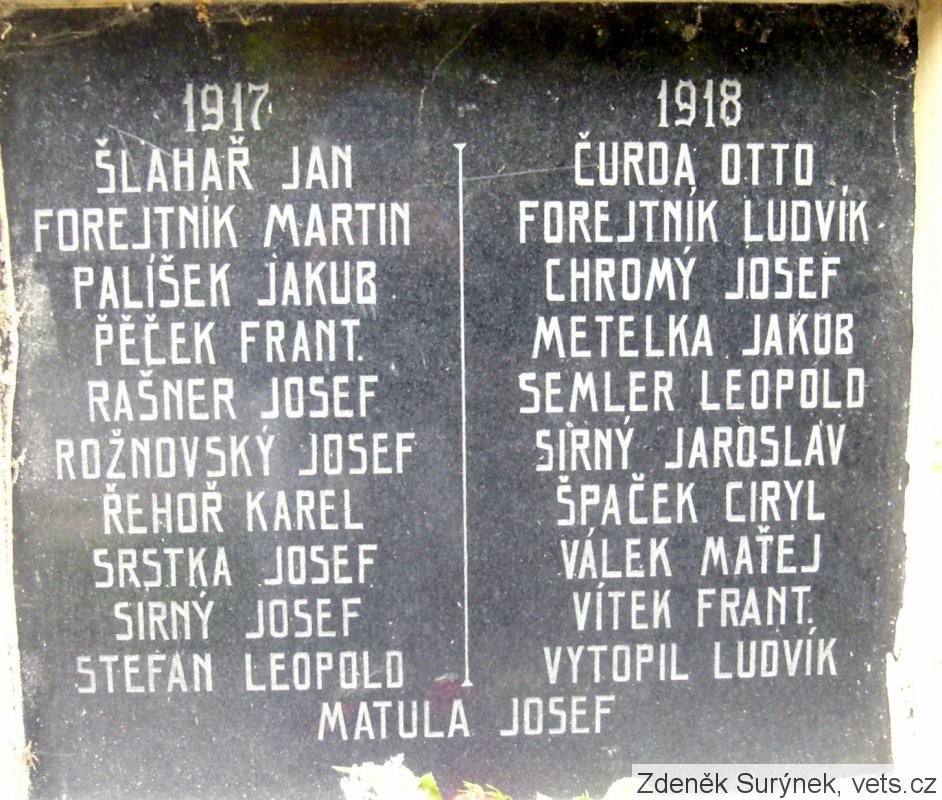 1917
ŠLAHAŘ JAN
FOREJTNÍK MARTIN
PALÍŠEK JAKUB
PĚČEK FRANT.
RAŠNER JOSEF
ROŽNOVSKÝ JOSEF
ŘEHOŘ KAREL
SRSTKA JOSEF
SIRNÝ JOSEF
STEFAN LEOPOLD
1918
ČURDA OTTO
FOREJTNÍK LUDVÍK
CHROMÝ JOSEF
METELKA JAKUB
SEMLER LEOPOLD
SIRNÝ JAROSLAV
ŠPAČEK CIRYL
VÁLEK MATĚJ
VÍTEK FRANT.
VYTOPIL LUDVÍK
MATULA JOSEF
Zdeněk Surýnek, vets.cz